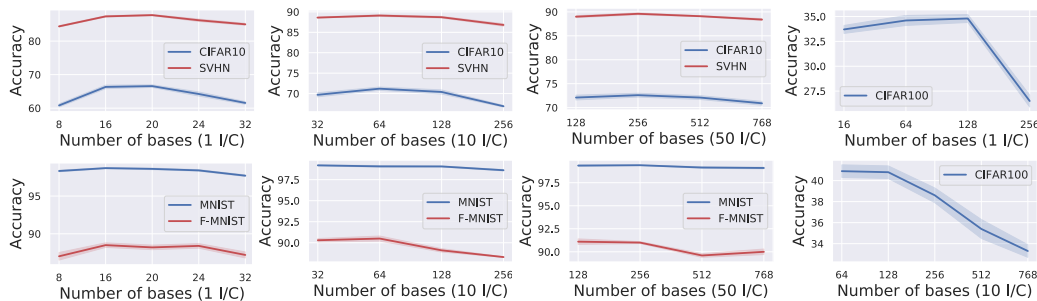 Accuracy
80
70
60
CIFAR10
SVHN
8 16 20 24 32
Number of bases (1 I/C)
Accuracy
90
85
80
75
70
CIFAR10
SVHN
32 64 128 256
Number of bases (10 I/C)
Accuracy
90
85
80
75
70
CIFAR10
SVHN
128 256 512 768
Number of bases (50 I/C)
Accuracy
35.0
32.5
30.0
27.5
CIFAR100
16 64 128 256
Number of bases (1 I/C)
Accuracy
95
90
MNIST
F-MNIST
8 16 20 24 32
Number of bases (1 I/C)
Accuracy
97.5
95.0
92.5
90.0
MNIST
F-MNIST
32 64 128 256
Number of bases (10 I/C)
Accuracy
97.5
95.0
92.5
90.0
MNIST
F-MNIST
128 256 512 768
Number of bases (50 I/C)
Accuracy
40
38
36
34
CIFAR100
64 128 256 512 768
Number of bases (10 I/C)